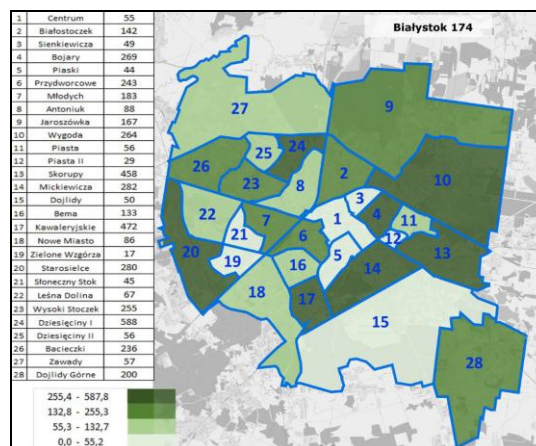 Białystok 174
1 Centrum 55
2 Białostoczek 142
3 Sienkiewicza 49
4 Bojary 269
5 Piaski 44
6 Przydworcowe 243
7 Młodych 183
8 Antoniuk 88
9 Jaroszówka 167
10 Wygoda 264
11 Piasta 56
12 Piasta II 29
13 Skorupy 458
14 Mickiewicza 282
15 Dojlidy 50
16 Bema 133
17 Kawaleryjskie 472
18 Nowe Miasto 86
19 Zielone Wzgórza 17
20 Starosielce 280
21 Słoneczny Stok 45
22 Leśna Dolina 67
23 Wysoki Stoczek 255
24 Dziesięciny I 588
25 Dziesięciny II 56
26 Bacieczki 236
27 Zawady 57
28 Dojlidy Górne 200
255,4 - 587,8
132,8 - 255,3
55,3 - 132,7
0,0 - 55,2
27
9
24
25
26
2
10
23
8
3
22
1
4
11
7
21
6
12
5
13
20
19
16
14
18
17
15
28